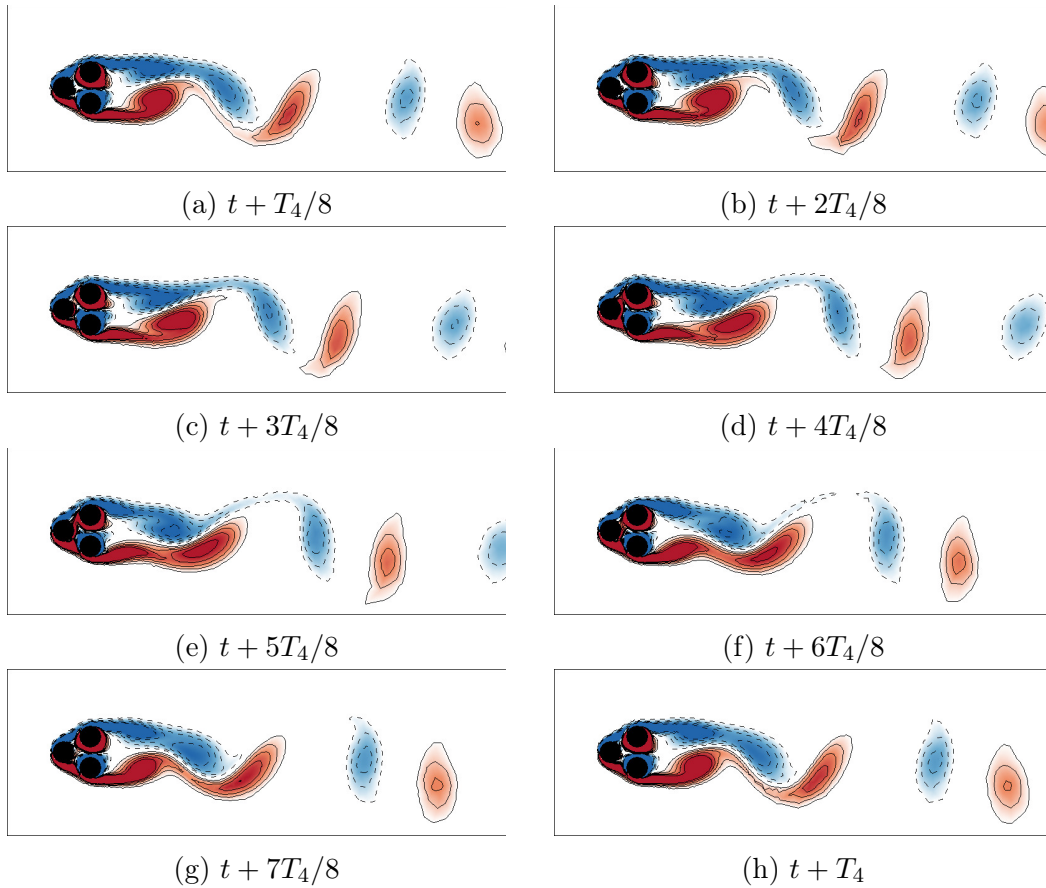 (a) t + T₄/8
(b) t + 2T₄/8
(c) t + 3T₄/8
(d) t + 4T₄/8
(e) t + 5T₄/8
(f) t + 6T₄/8
(g) t + 7T₄/8
(h) t + T₄